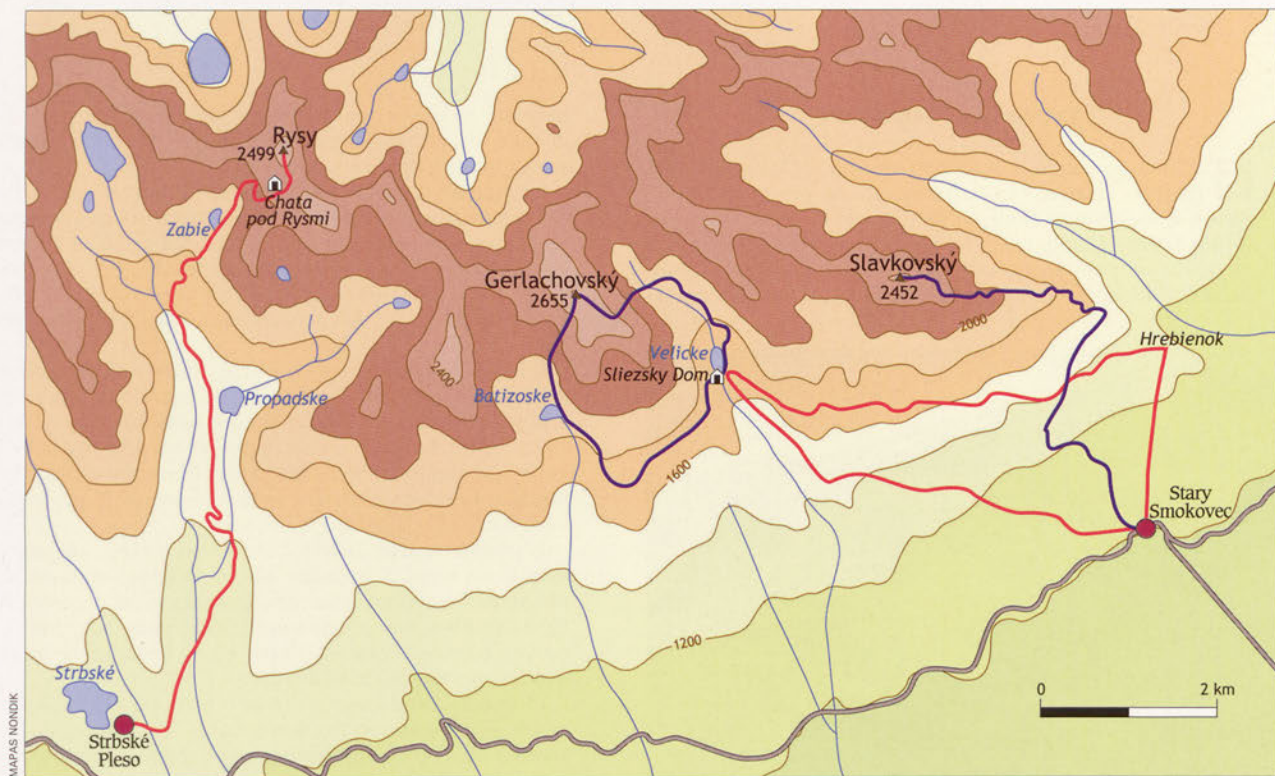 Rysy
2499
Chata
pod Rysmi
Zabie
Gerlachovský
2655
Slavkovský
2452
2000
Hrebienok
Velicke
Sliezsky Dom
2400
Batizoske
Propadske
1600
Stary
Smokovec
1200
Strbské
Strbské
Pleso
0 2 km
MAPAS NONDIK